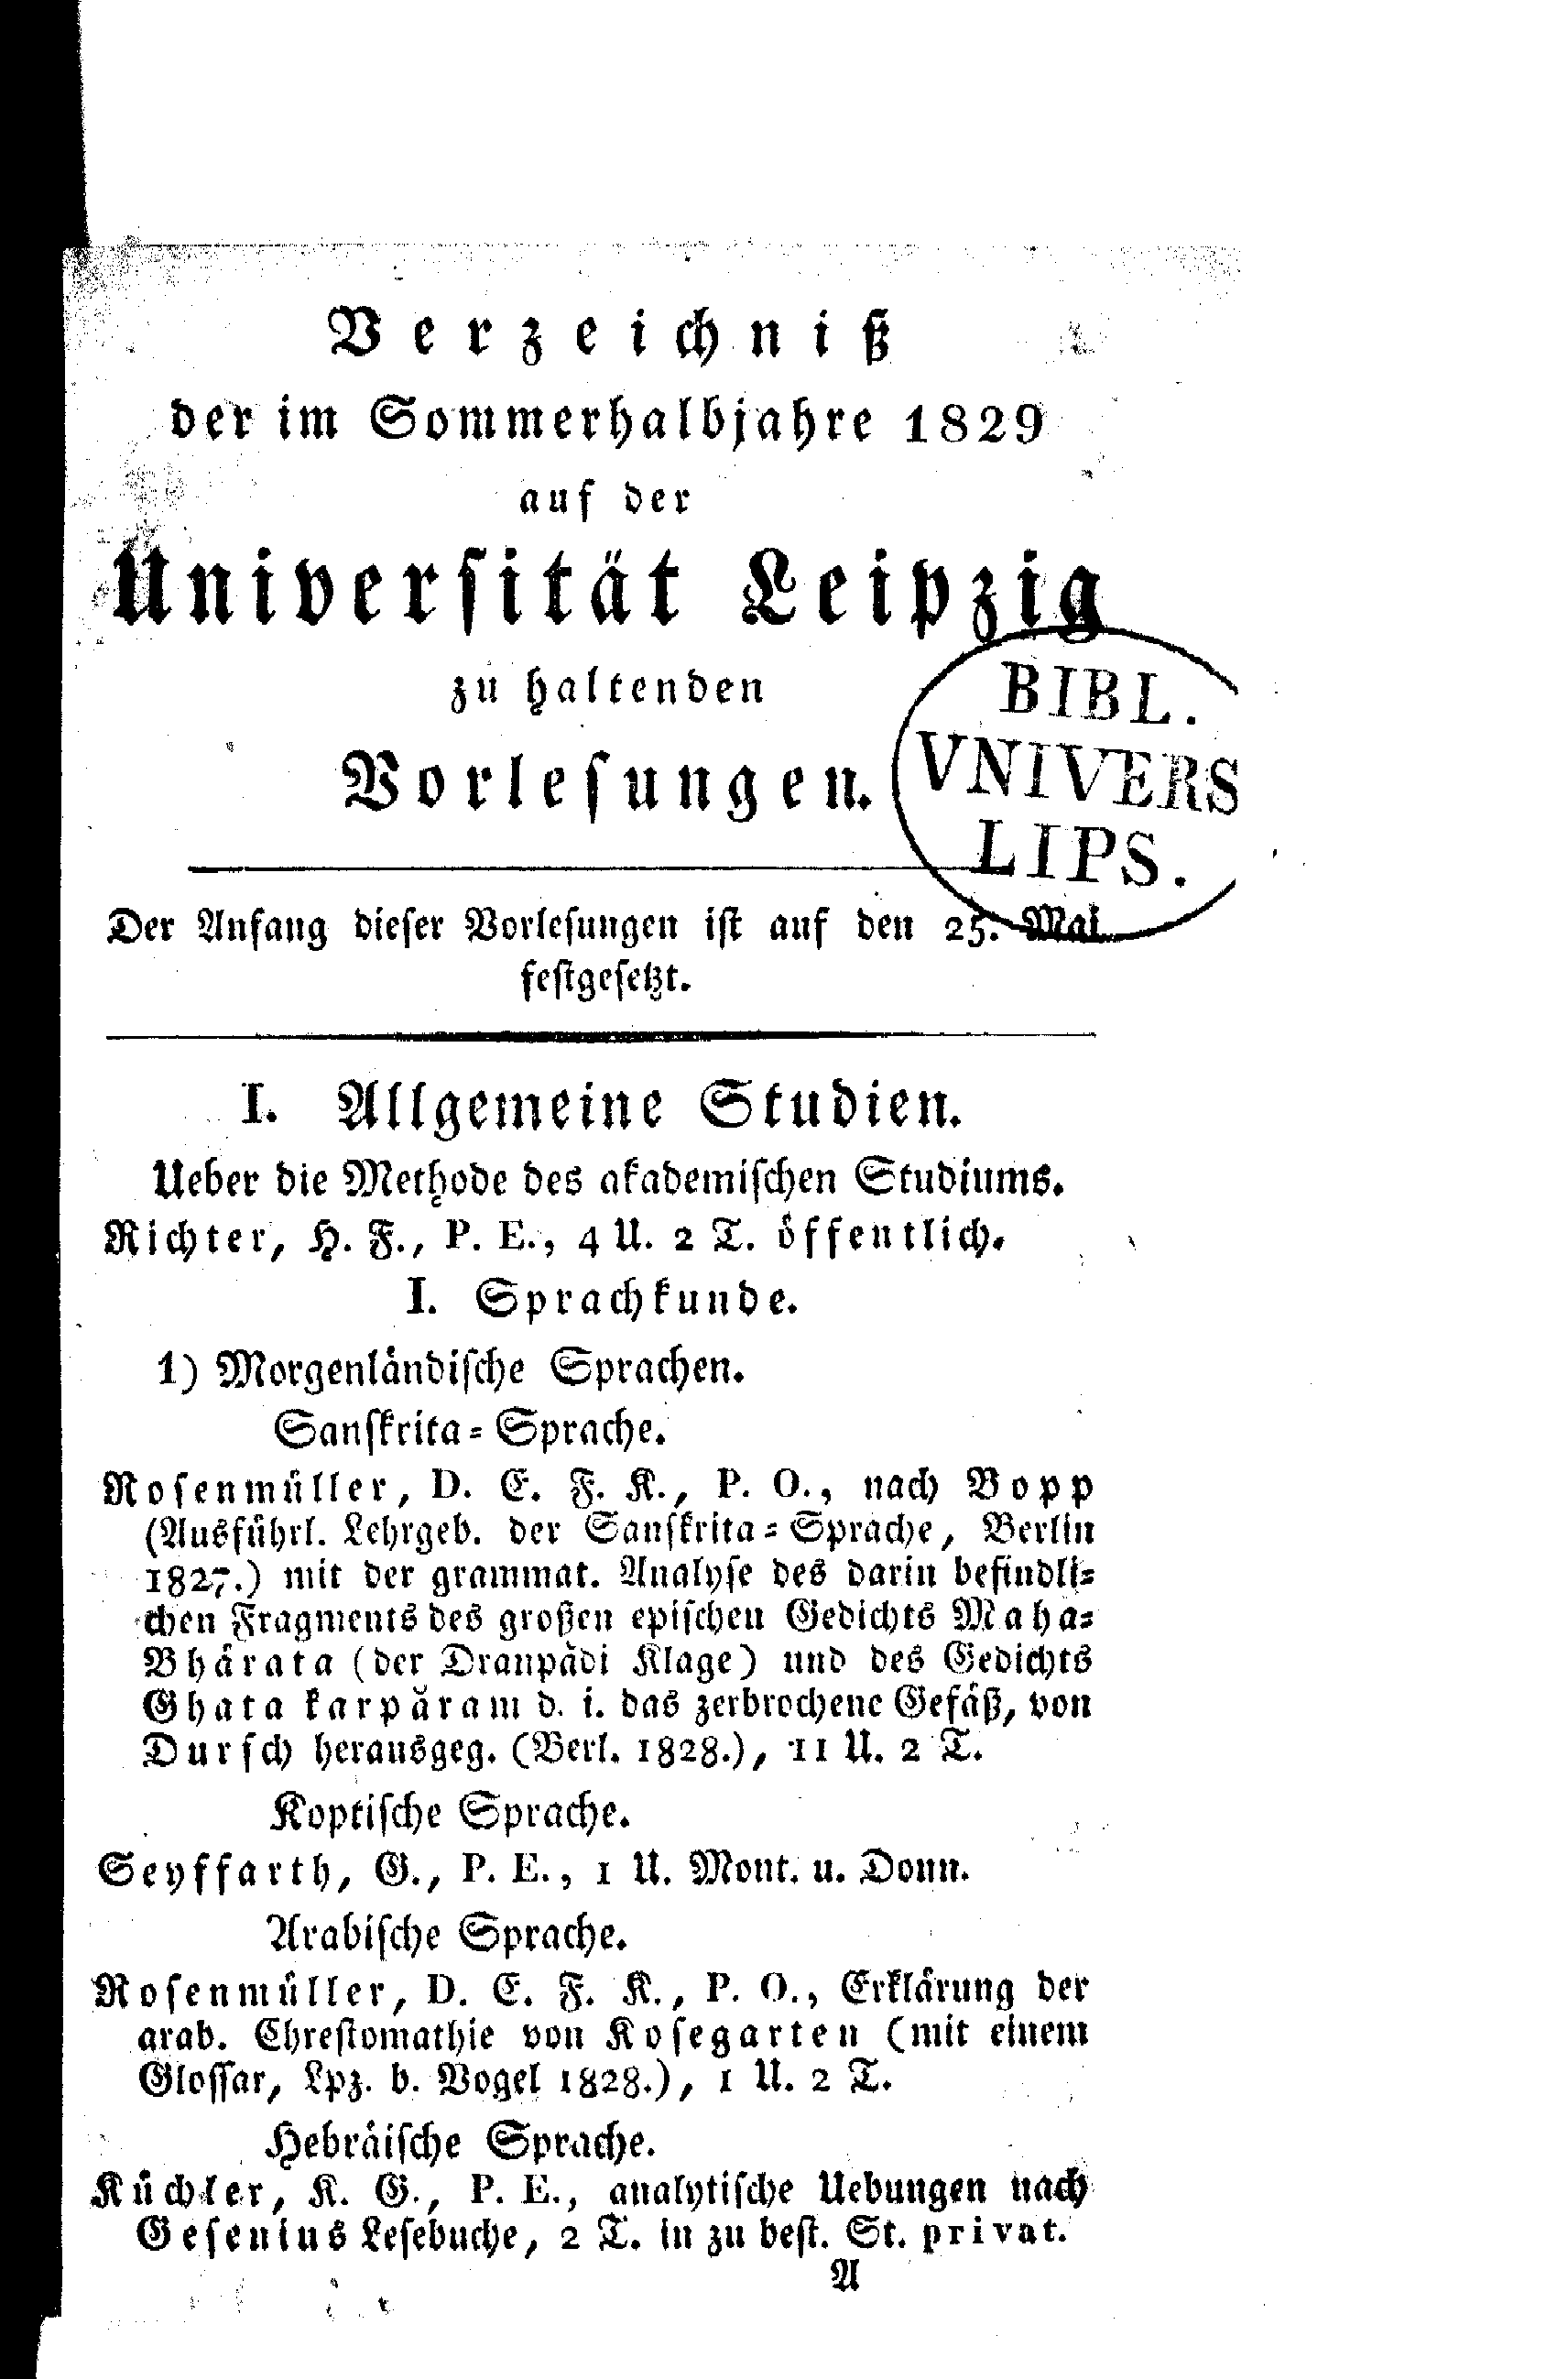 Verzeichniß
der im Sommerhalbjahre 1829
auf der
Universität Leipzig
zu haltenden
Vorlesungen.
BIBL.
VNIVERS
LIPS.
Der Anfang dieser Vorlesungen ist auf den 25. Mai
festgesetzt.
I. Allgemeine Studien.
Ueber die Methode des akademischen Studiums.
Richter, H. F., P. E., 4 U. 2 T. öffentlich.
I. Sprachkunde.
1) Morgenländische Sprachen.
Sanskrita-Sprache.
Rosenmüller, D. E. F. K., P. O., nach Bopp
(Ausführl. Lehrgeb. der Sanskrita-Sprache, Berlin
1827.) mit der grammat. Analyse des darin befindli-
chen Fragments des großen epischen Gedichts Maha-
Bhârata (der Draupâdi Klage) und des Gedichts
Ghata karpăram d. i. das zerbrochene Gefäß, von
Dursch herausgeg. (Berl. 1828.), 11 U. 2 T.
Koptische Sprache.
Seyffarth, G., P. E., 1 U. Mont. u. Donn.
Arabische Sprache.
Rosenmüller, D. E. F. K., P. O., Erklärung der
arab. Chrestomathie von Kosegarten (mit einem
Glossar, Lpz. b. Vogel 1828.), 1 U. 2 T.
Hebräische Sprache.
Küchler, K. G., P. E., analytische Uebungen nach
Gesenius Lesebuche, 2 T. in zu best. St. privat.
A